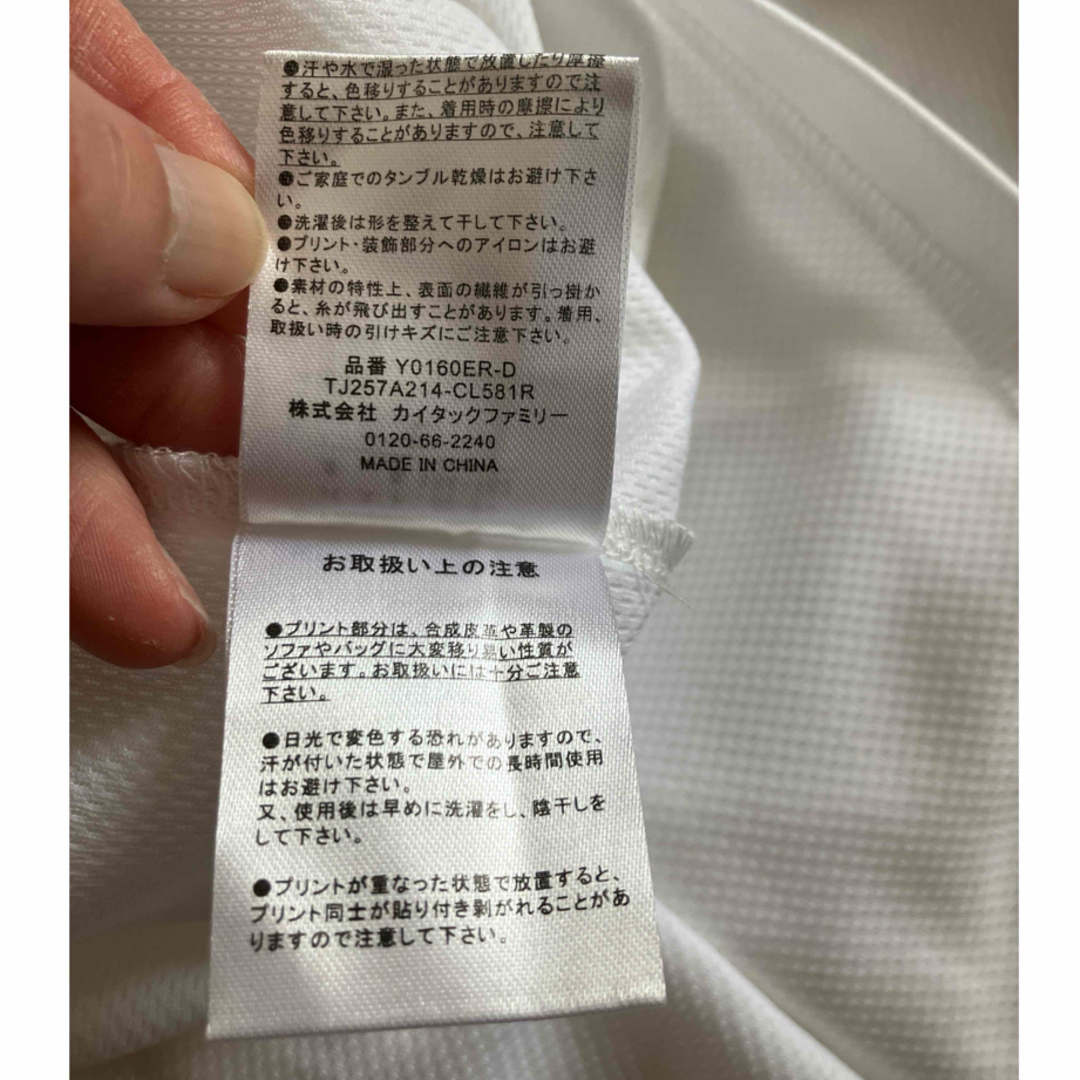 ●汗や水で湿った状態で放置したり摩擦
すると、色移りすることがありますので注
意して下さい。また、着用時の摩擦により
色移りすることがありますので、注意して
下さい。
●ご家庭でのタンブル乾燥はお避け下さ
い。
●洗濯後は形を整えて干して下さい。
●プリント・装飾部分へのアイロンはお避
け下さい。
●素材の特性上、表面の繊維が引っ掛か
ると、糸が飛び出すことがあります。着用、
取扱い時の引けキズにご注意下さい。
品番 Y0160ER-D
TJ257A214-CL581R
株式会社 カイタックファミリー
0120-66-2240
MADE IN CHINA
お取扱い上の注意
●プリント部分は、合成皮革や革製の
ソファやバッグに大変移り易い性質が
ございます。お取扱いには十分ご注意
下さい。
●日光で変色する恐れがありますので、
汗が付いた状態で屋外での長時間使用
はお避け下さい。
又、使用後は早めに洗濯をし、陰干しを
して下さい。
●プリントが重なった状態で放置すると、
プリント同士が貼り付き剥がれることがあ
りますので注意して下さい。